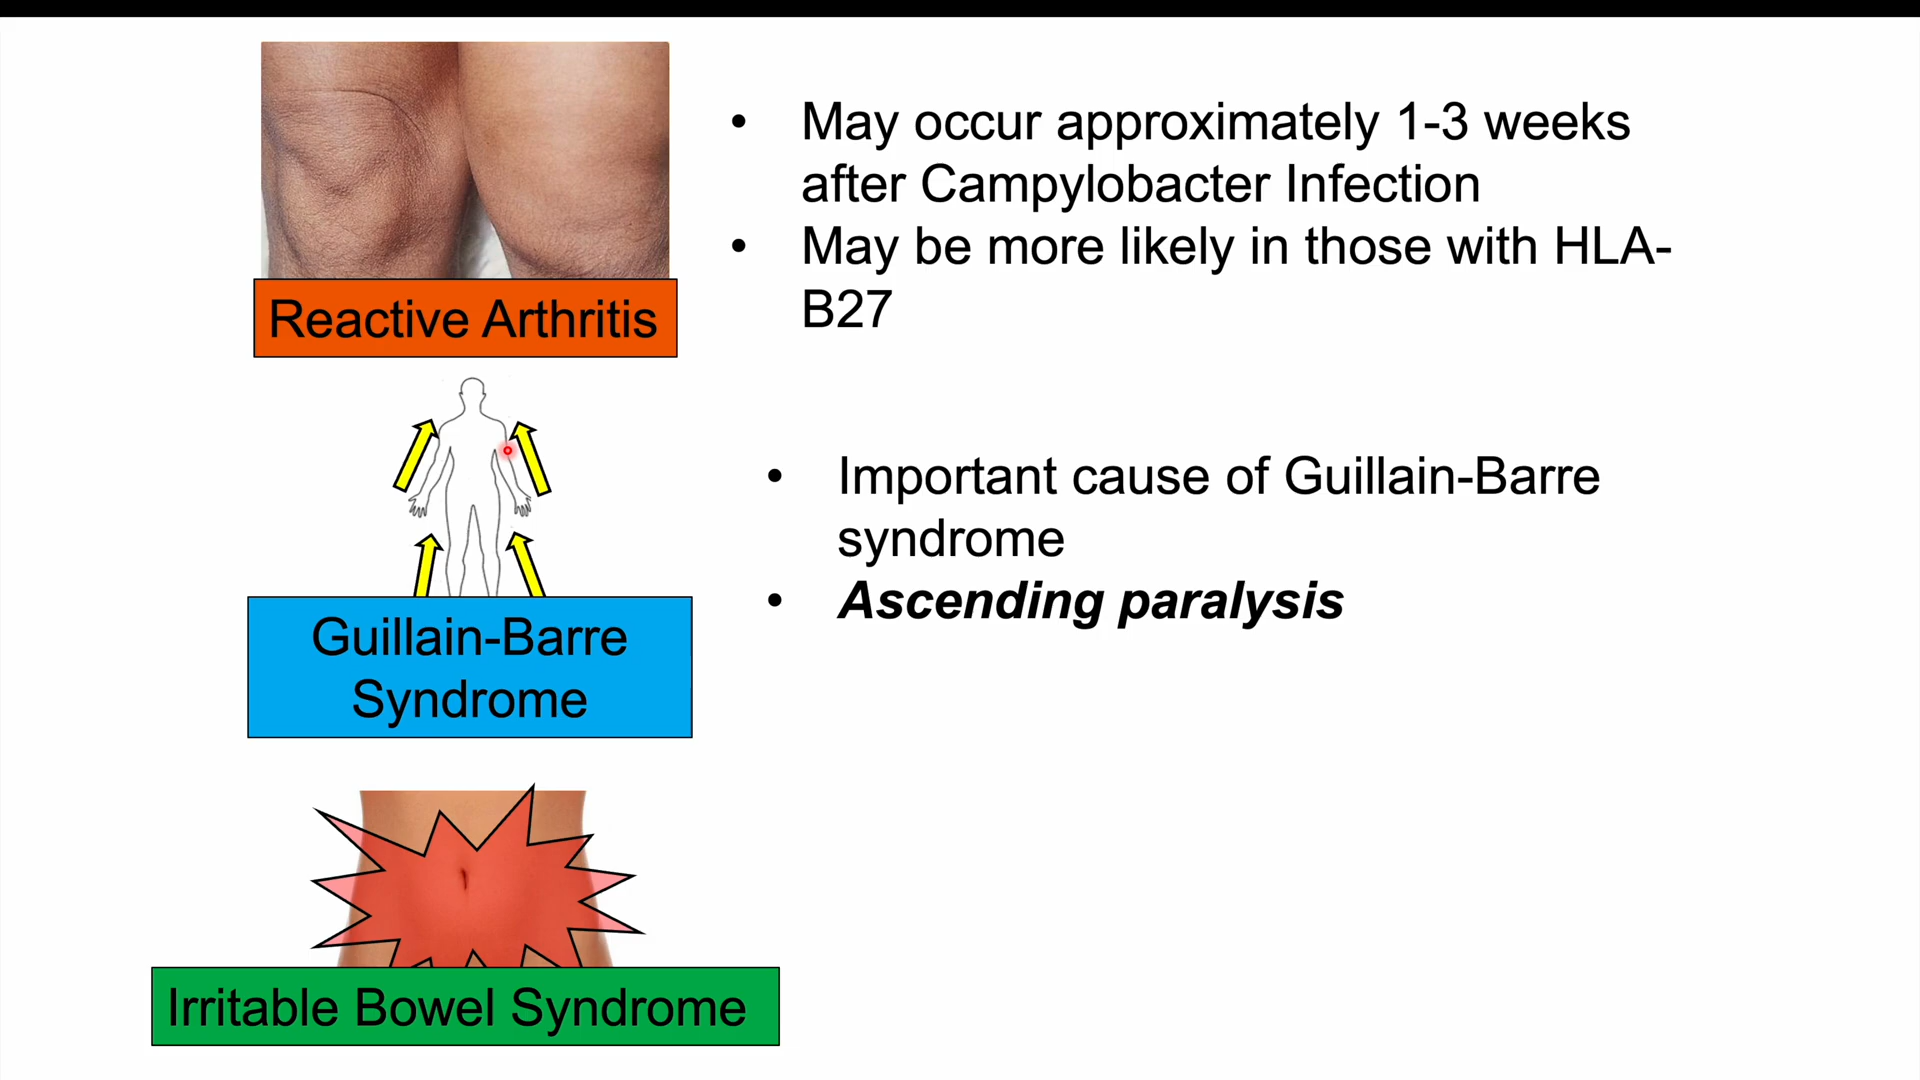 • May occur approximately 1-3 weeks
after Campylobacter Infection
• May be more likely in those with HLA-
B27
Reactive Arthritis
• Important cause of Guillain-Barre
syndrome
• Ascending paralysis
Guillain-Barre
Syndrome
Irritable Bowel Syndrome